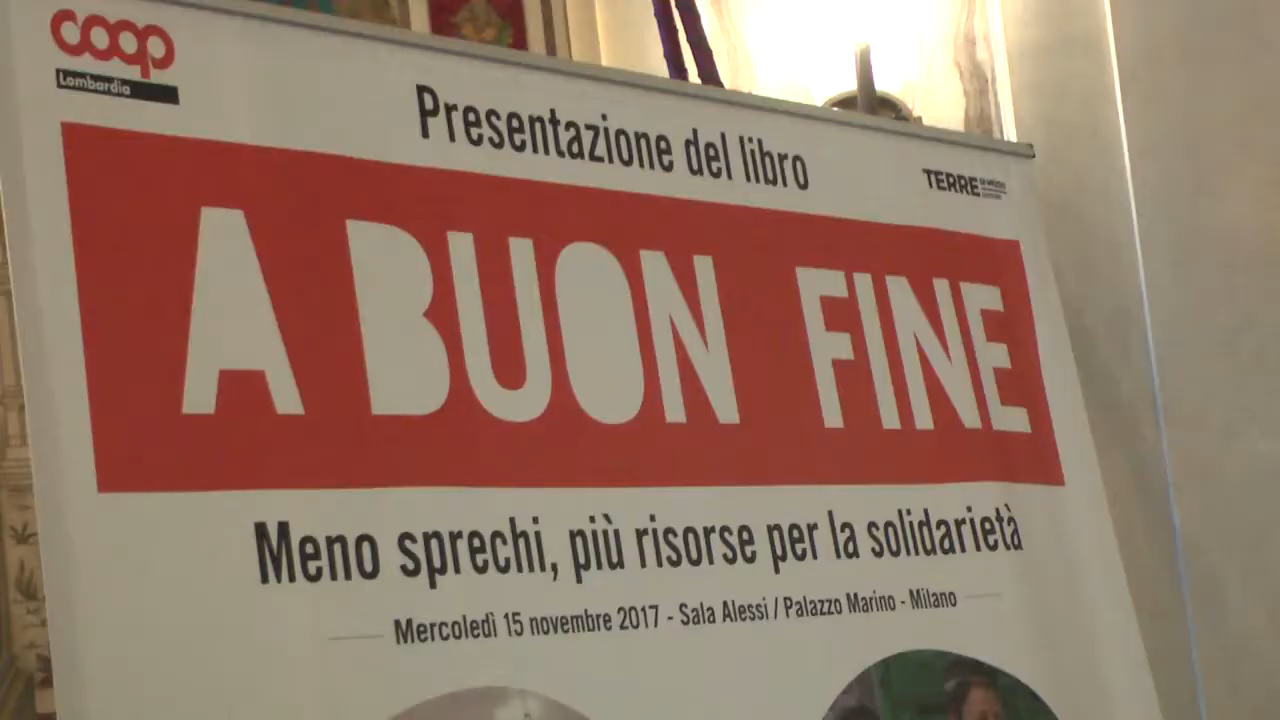 coop
Lombardia
Presentazione del libro
TERRE
A BUON FINE
Meno sprechi, più risorse per la solidarietà
Mercoledì 15 novembre 2017 - Sala Alessi / Palazzo Marino - Milano